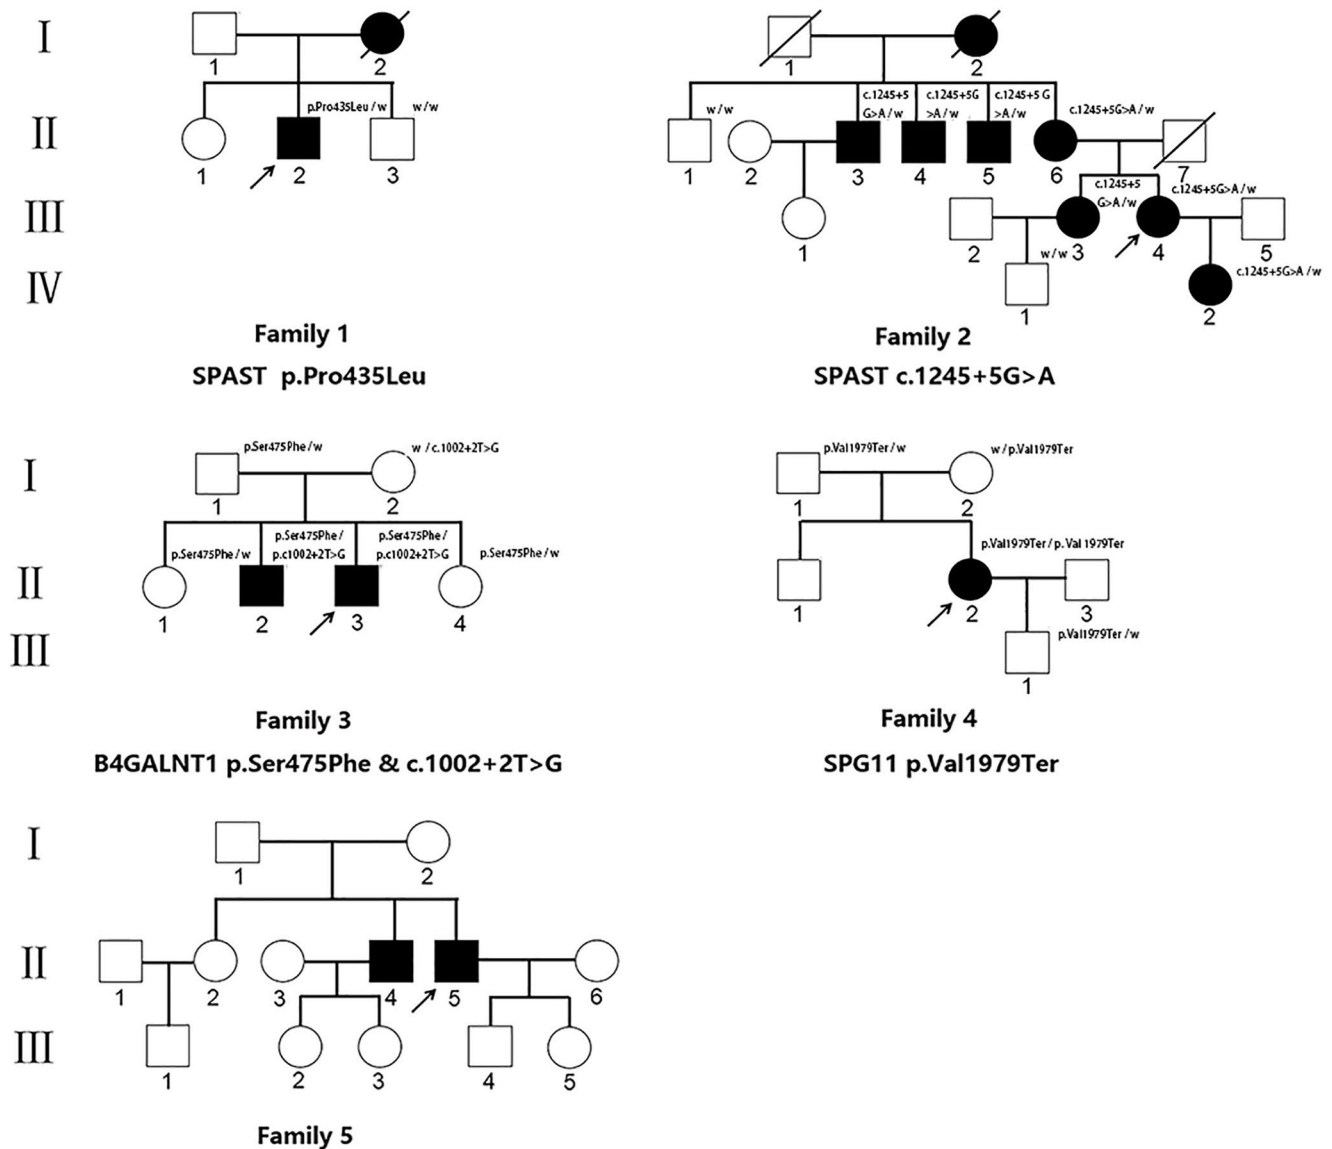 I
1
2
p.Pro435Leu / w
w / w
II
1
2
3
III
IV
Family 1
SPAST p.Pro435Leu
1
2
w / w
c.1245+5
G>A / w
c.1245+5G
>A / w
c.1245+5 G
>A / w
c.1245+5G>A / w
1
2
3
4
5
6
7
c.1245+5
G>A / w
c.1245+5G>A / w
1
2
3
4
5
w / w
c.1245+5G>A / w
1
2
Family 2
SPAST c.1245+5G>A
I
p.Ser475Phe / w
w / c.1002+2T>G
1
2
p.Ser475Phe / w
p.Ser475Phe /
p.c1002+2T>G
p.Ser475Phe /
p.c1002+2T>G
p.Ser475Phe / w
II
1
2
3
4
III
Family 3
B4GALNT1 p.Ser475Phe & c.1002+2T>G
p.Val1979Ter / w
w / p.Val1979Ter
1
2
p.Val1979Ter / p.Val 1979Ter
1
2
3
p.Val1979Ter / w
1
Family 4
SPG11 p.Val1979Ter
I
1
2
II
1
2
3
4
5
6
III
1
2
3
4
5
Family 5